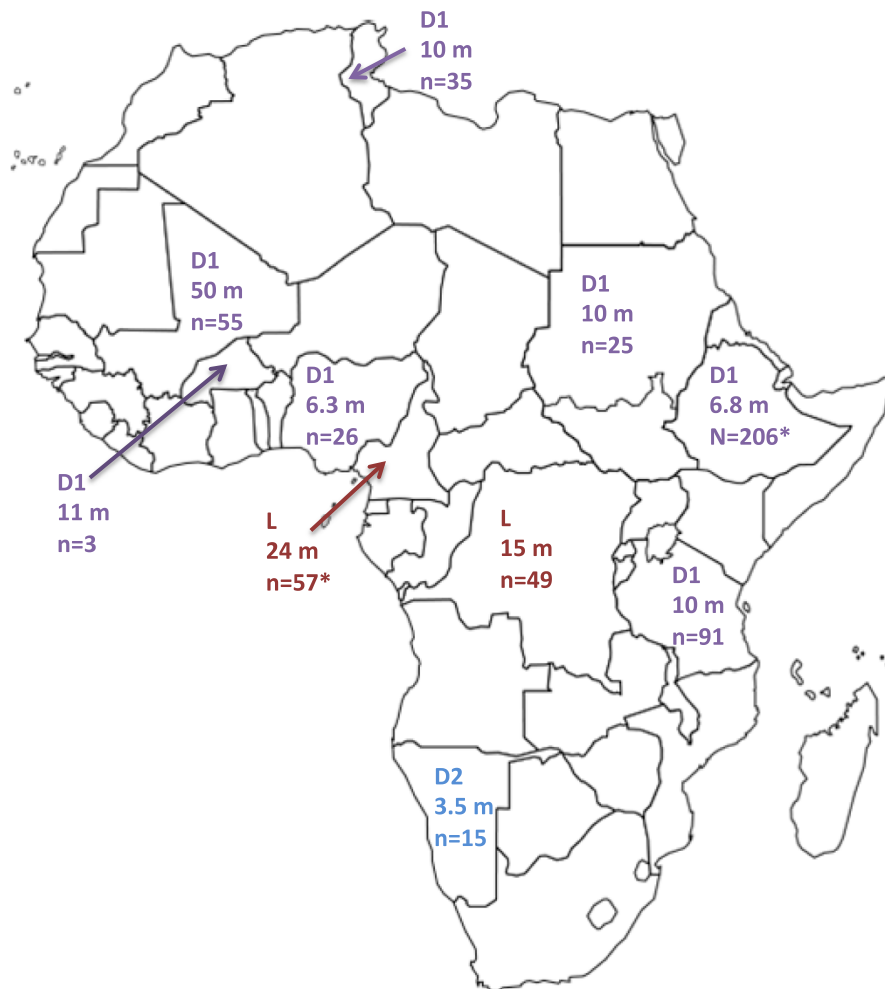 D1
10 m
n=35
D1
50 m
n=55
D1
10 m
n=25
D1
6.3 m
n=26
D1
6.8 m
N=206*
D1
11 m
n=3
L
24 m
n=57*
L
15 m
n=49
D1
10 m
n=91
D2
3.5 m
n=15